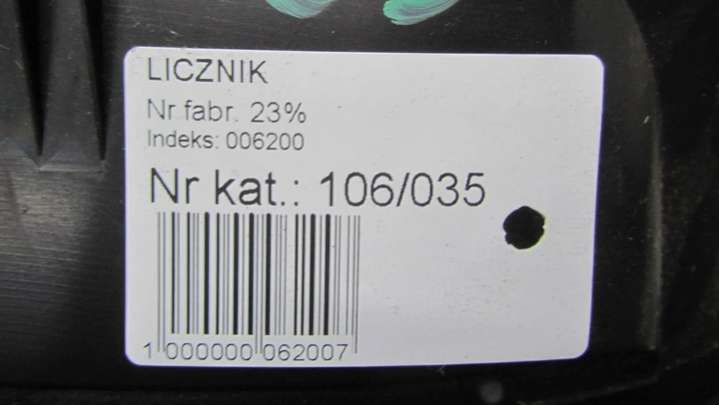 LICZNIK
Nr fabr. 23%
Indeks: 006200
Nr kat.: 106/035
1 000000 062007